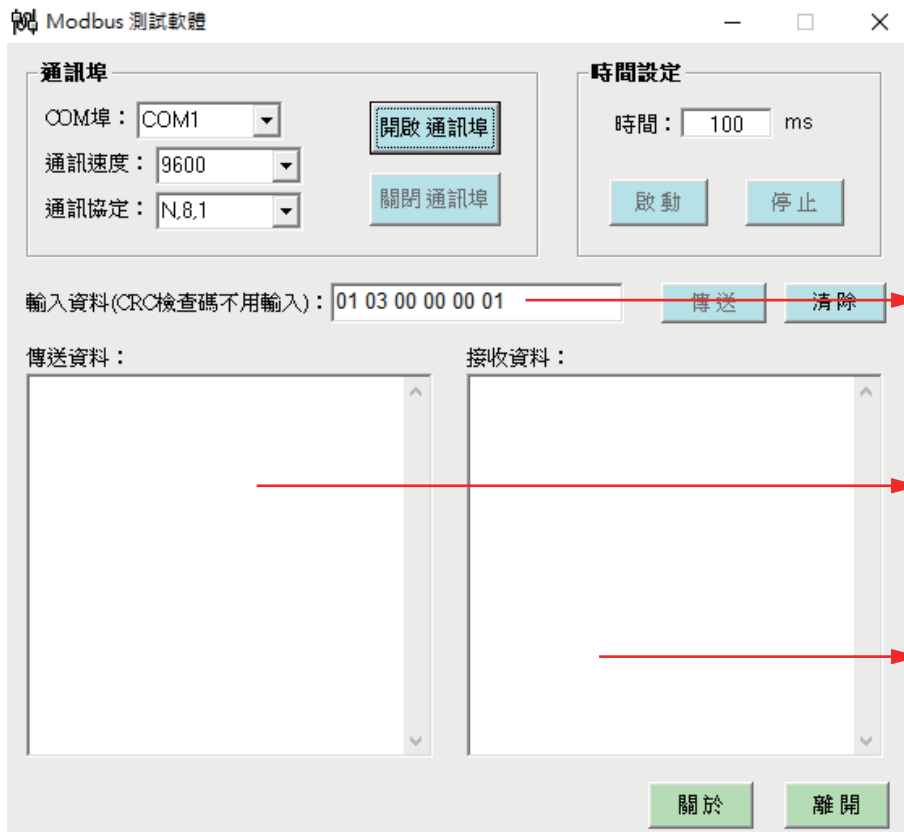 Modbus 測試軟體
通訊埠
COM埠：COM1
開啟 通訊埠
通訊速度：9600
關閉 通訊埠
通訊協定：N,8,1
時間設定
時間：100 ms
啟 動
停 止
輸入資料(CRC檢查碼不用輸入)：01 03 00 00 00 01
傳 送
清 除
傳送資料：
接收資料：
關 於
離 開